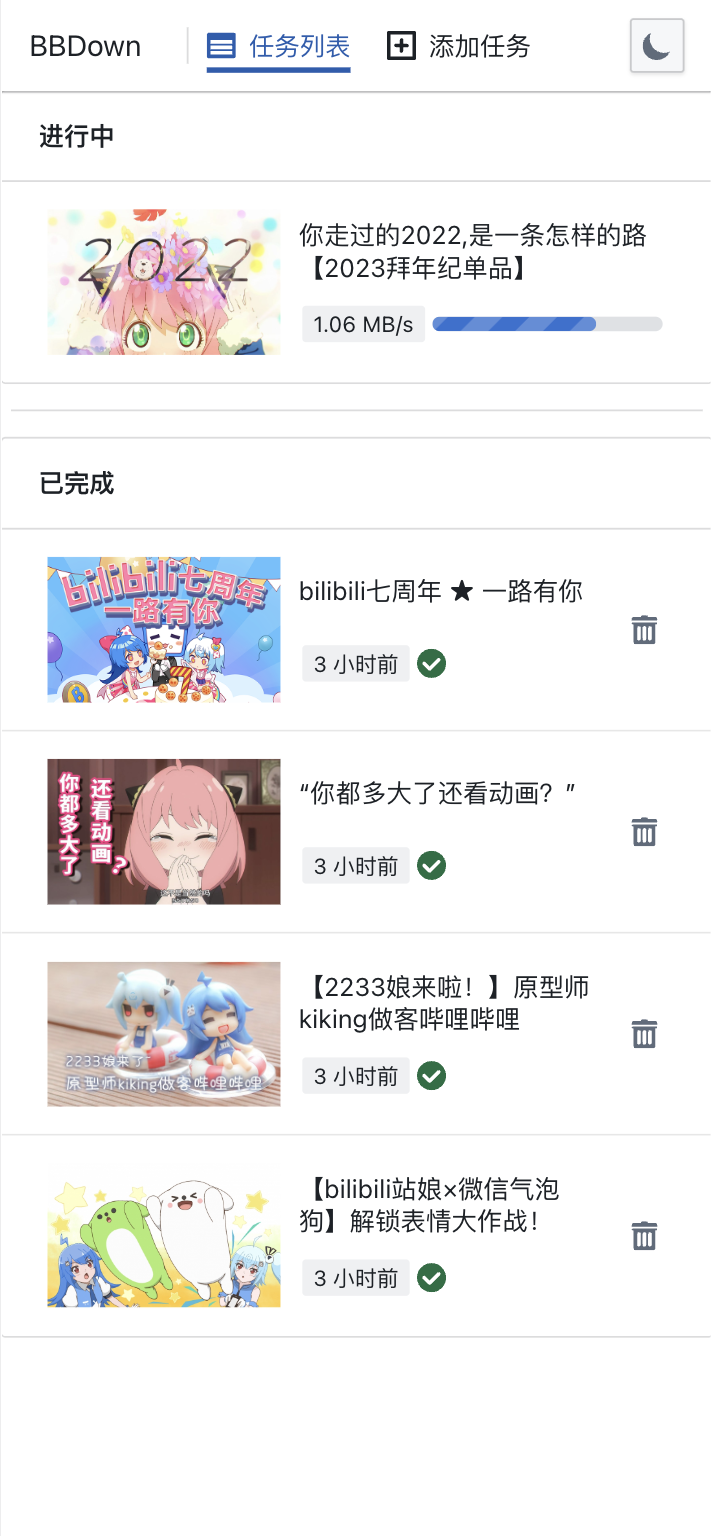 BBDown
任务列表
添加任务
进行中
2022
你走过的2022,是一条怎样的路
【2023拜年纪单品】
1.06 MB/s
已完成
bilibili七周年
一路有你
bilibili七周年 ★ 一路有你
3 小时前
你都多大了
还看动画?
“你都多大了还看动画？”
3 小时前
2233娘来了
原型师kiking做客哔哩哔哩
【2233娘来啦！】原型师
kiking做客哔哩哔哩
3 小时前
【bilibili站娘×微信气泡
狗】解锁表情大作战！
3 小时前